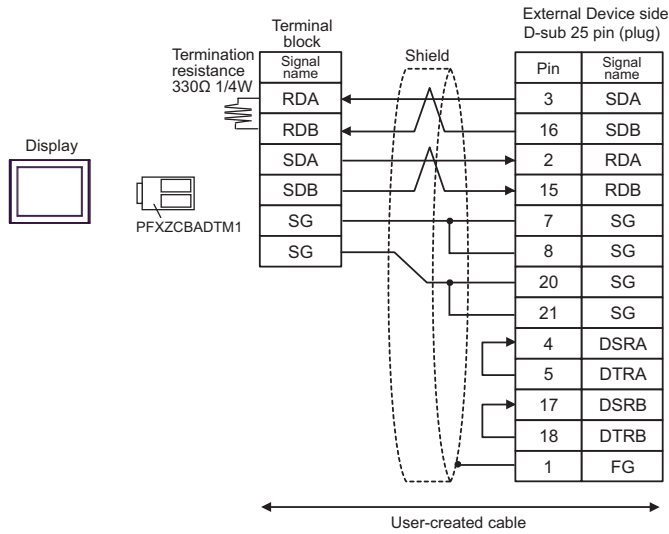 External Device side
D-sub 25 pin (plug)
Terminal
block
Shield
Termination
resistance
330Ω 1/4W
Signal
name
Pin
Signal
name
RDA
3
SDA
RDB
16
SDB
Display
SDA
2
RDA
SDB
15
RDB
PFXZCBADTM1
SG
7
SG
8
SG
SG
20
SG
21
SG
4
DSRA
5
DTRA
17
DSRB
18
DTRB
1
FG
User-created cable